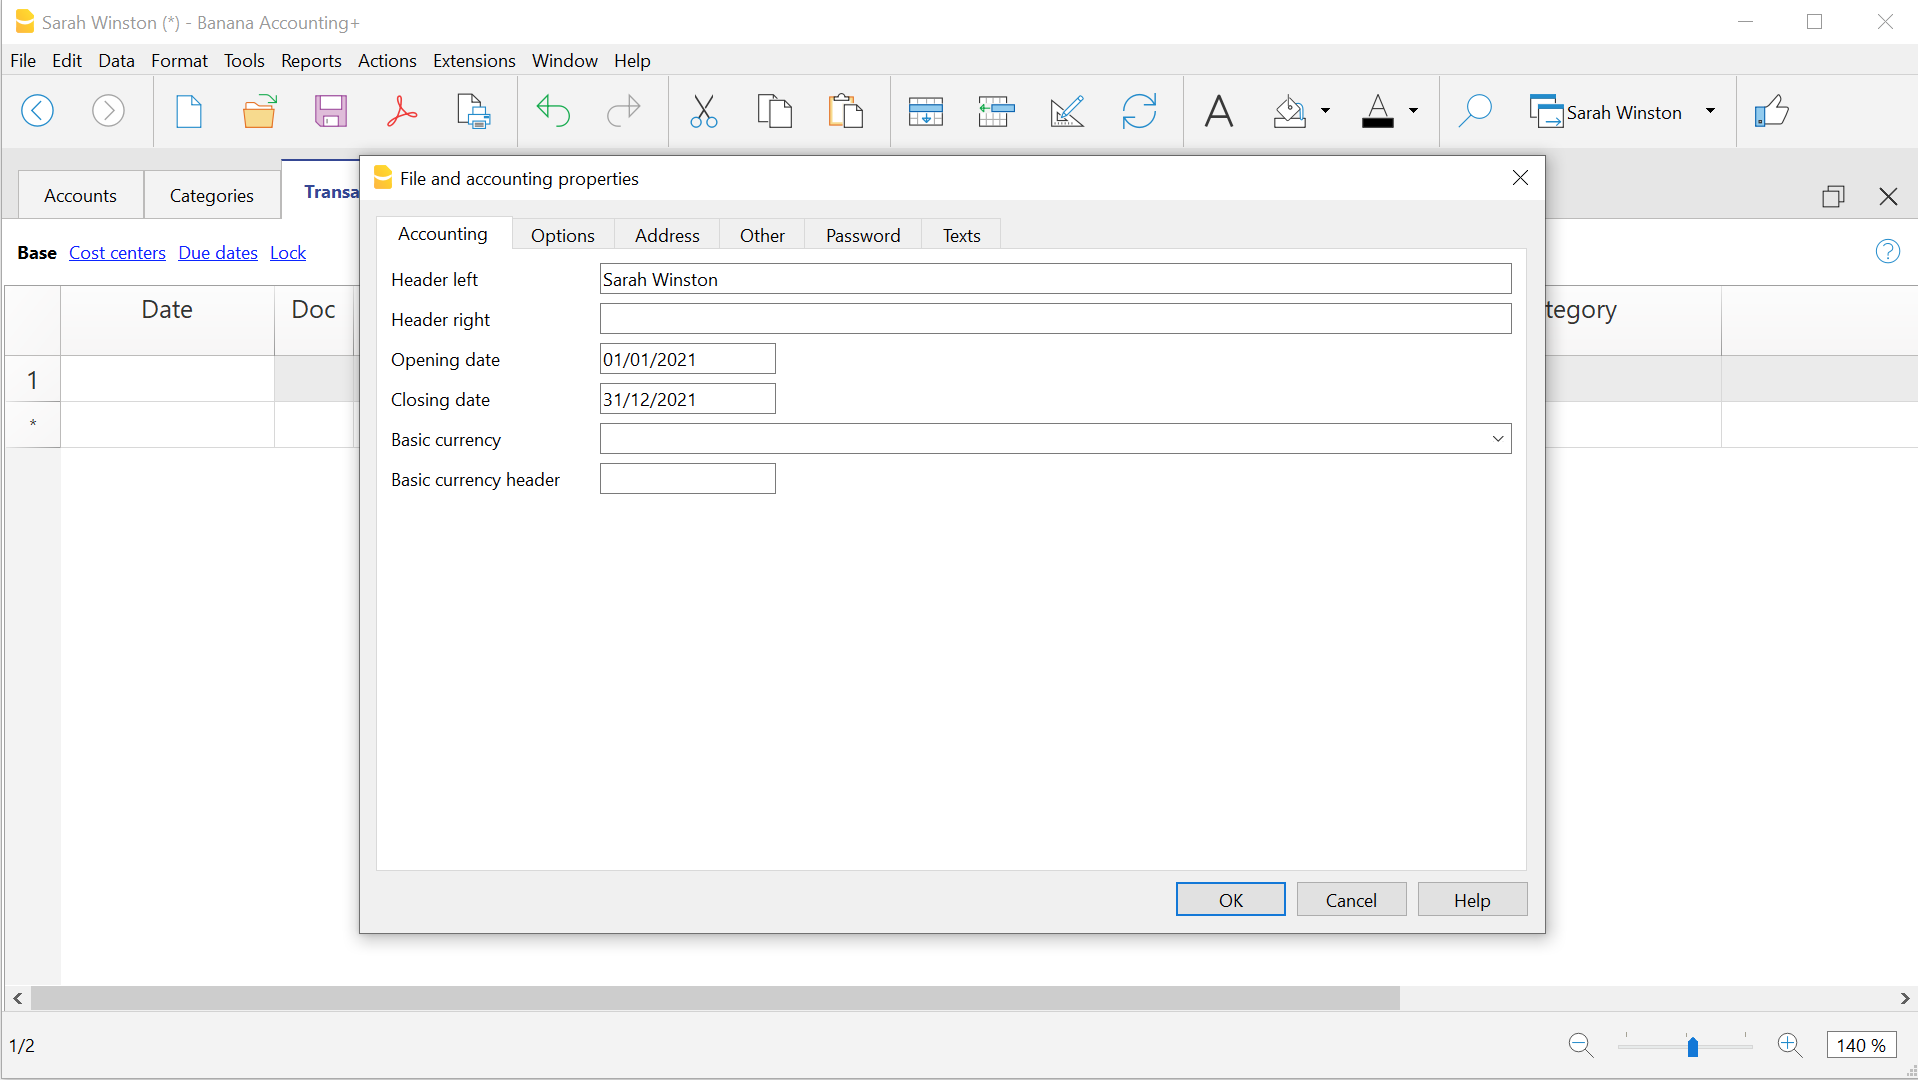 Sarah Winston (*) - Banana Accounting+
File Edit Data Format Tools Reports Actions Extensions Window Help
A A Sarah Winston
Accounts Categories Transa
File and accounting properties
Accounting Options Address Other Password Texts
Base Cost centers Due dates Lock
?
Header left Sarah Winston
Header right
Date Doc tegory
Opening date 01/01/2021
1
Closing date 31/12/2021
*
Basic currency
Basic currency header
OK Cancel Help
1/2
140 %